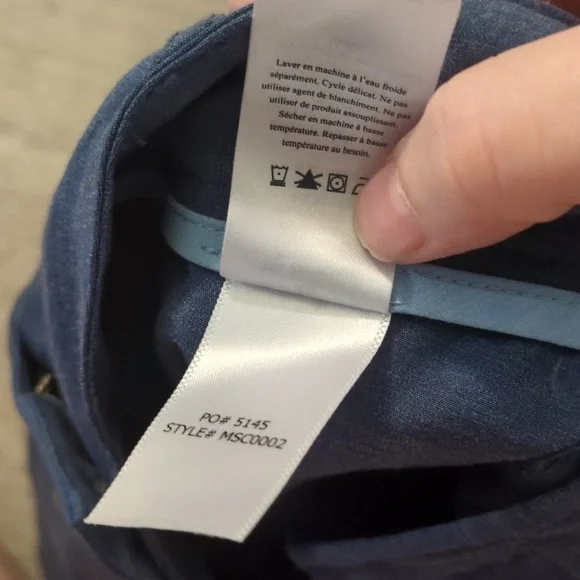 Laver en machine à l'eau froide
séparément. Cycle délicat. Ne pas
utiliser agent de blanchiment. Ne pas
utiliser de produit assouplissant.
Sécher en machine à basse
température. Repasser à basse
température au besoin.
PO# 5145
STYLE# MSC0002